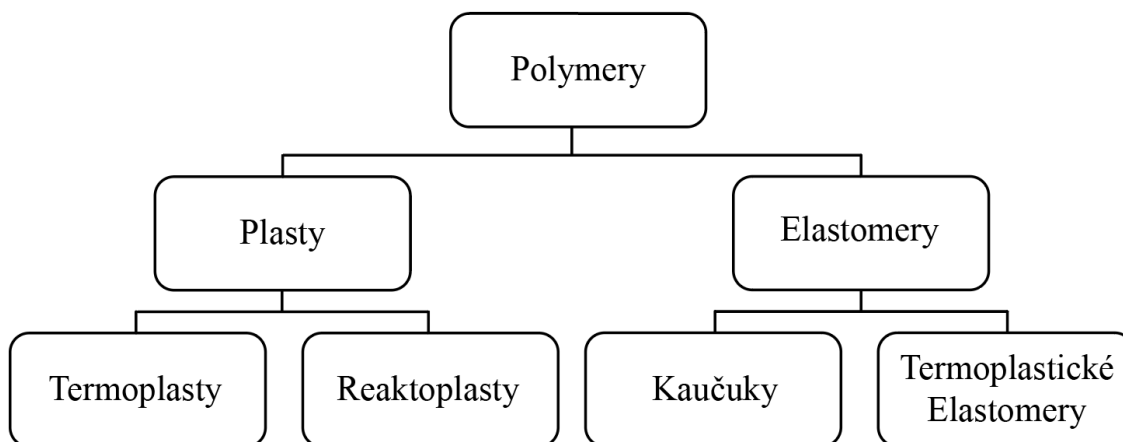 Polymery
Plasty
Elastomery
Termoplasty
Reaktoplasty
Kaučuky
Termoplastické
Elastomery